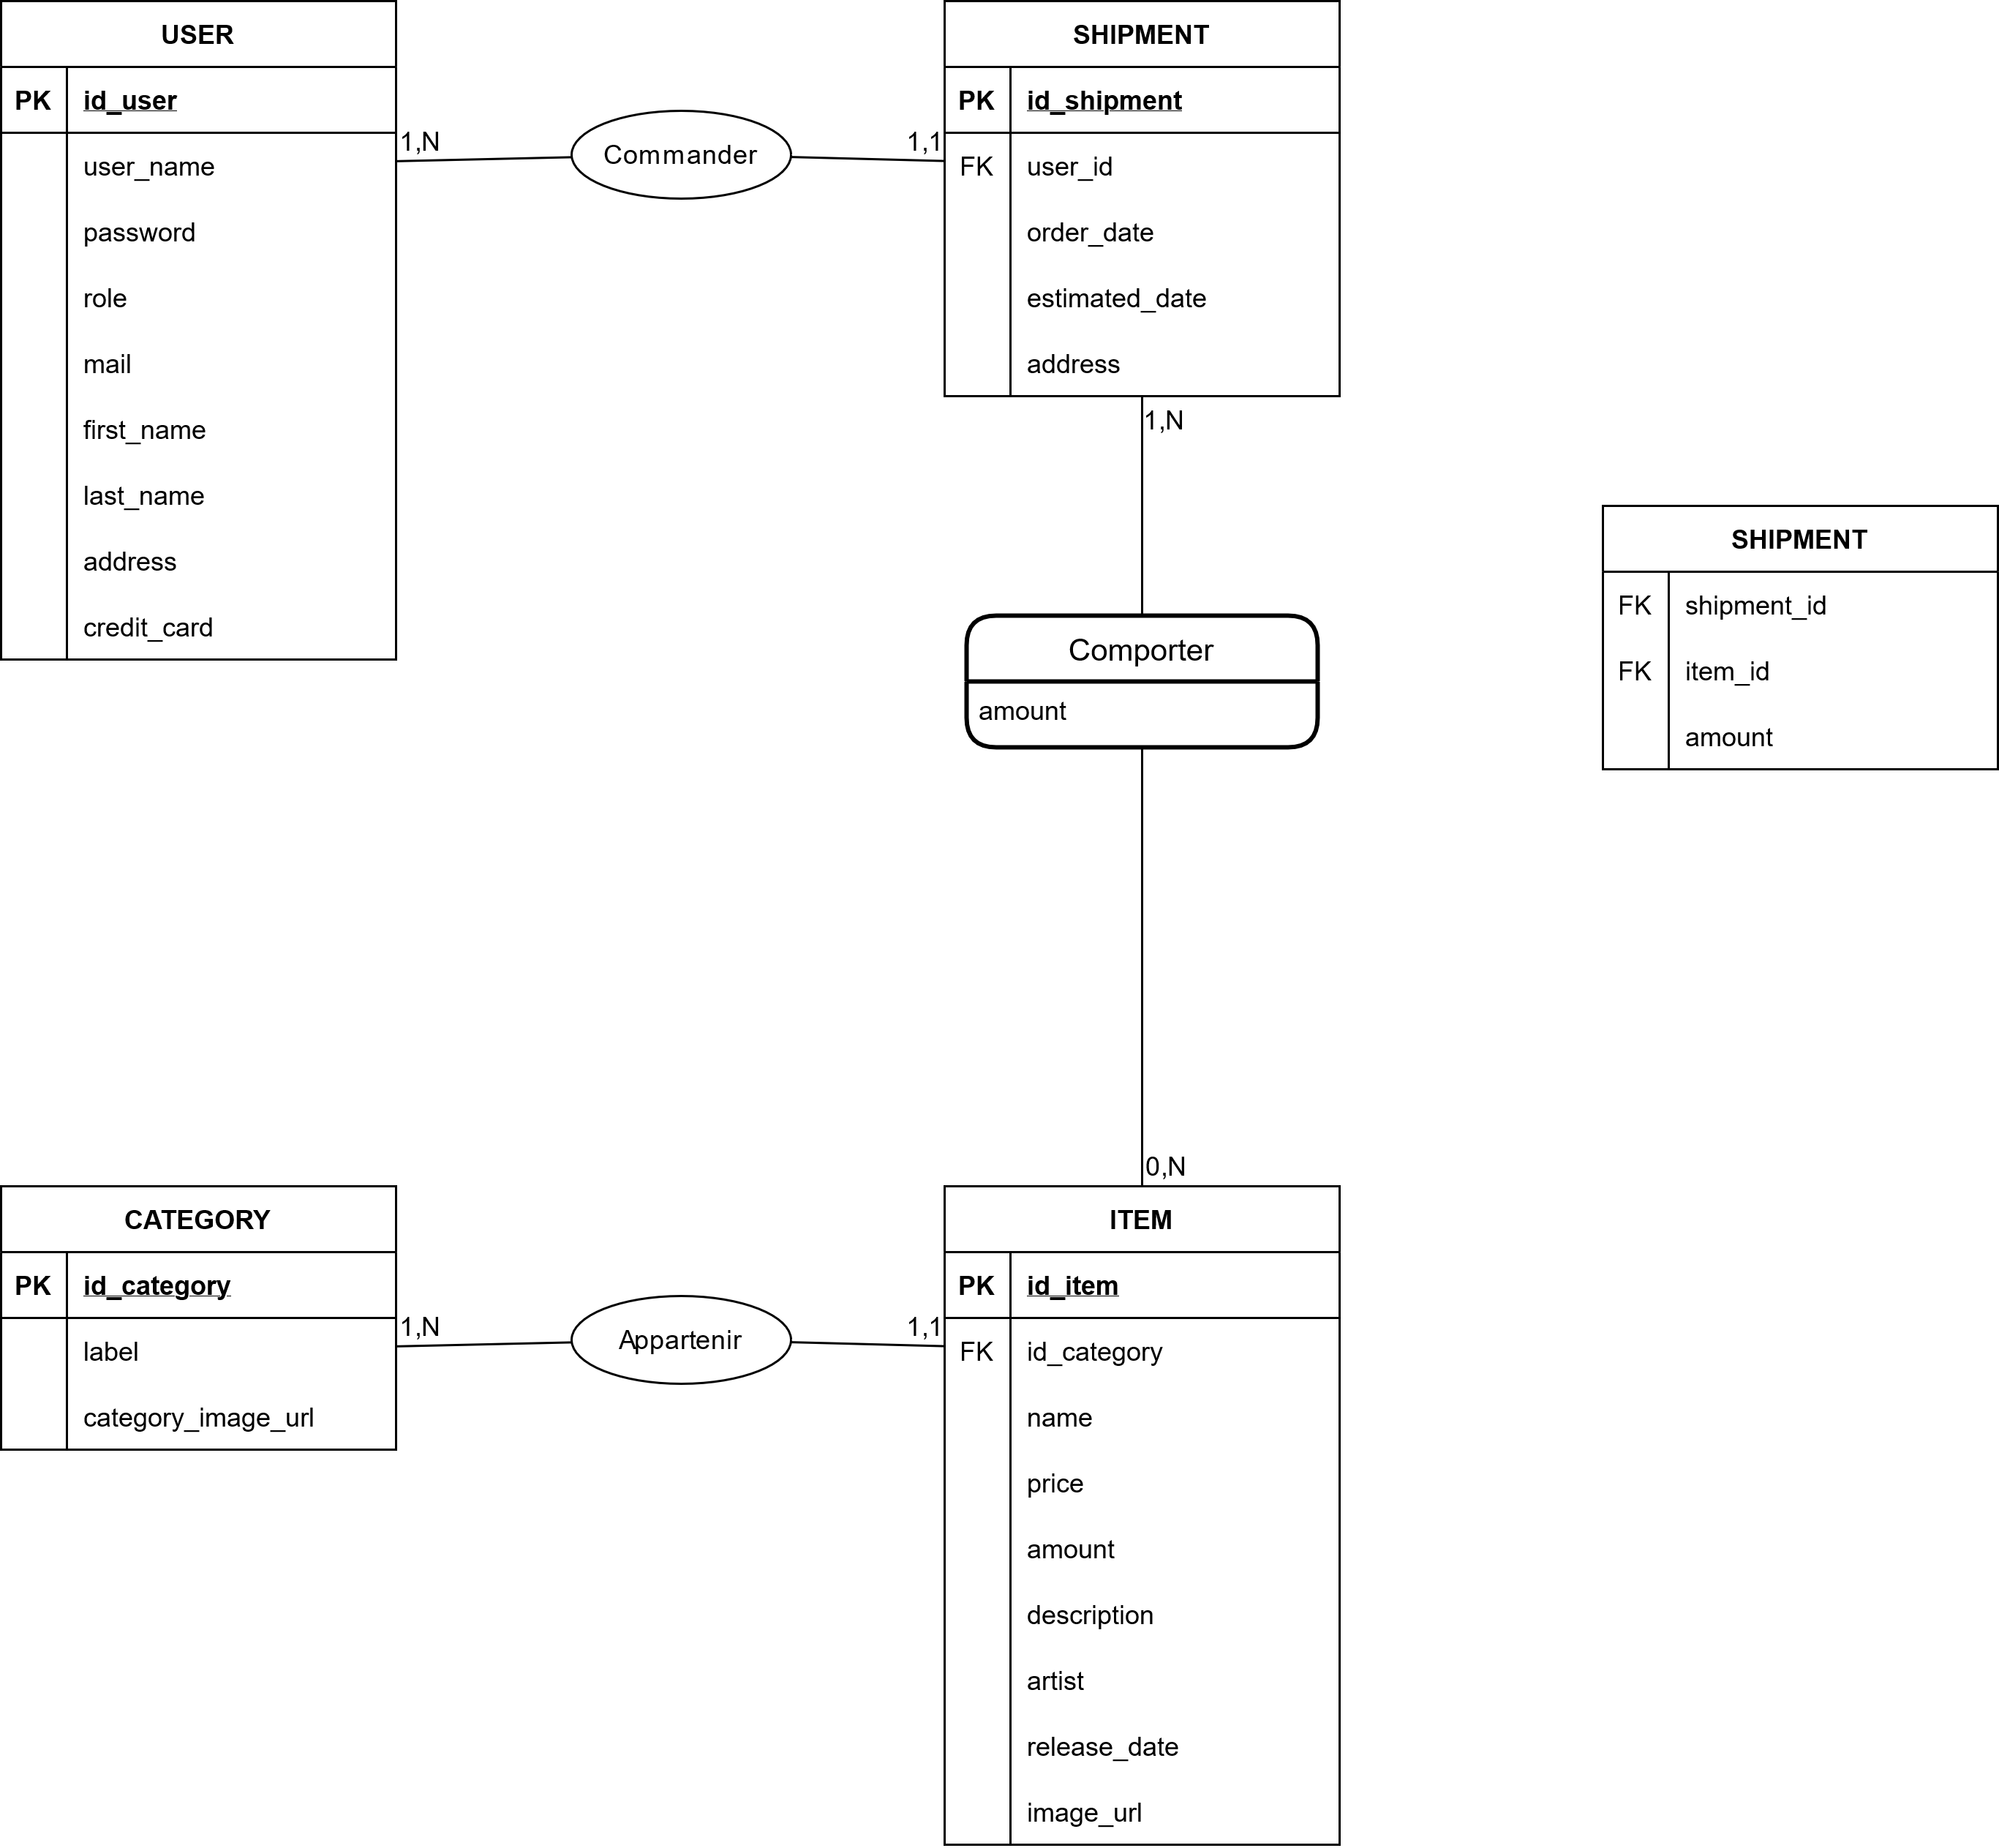 USER
PK id_user
user_name
password
role
mail
first_name
last_name
address
credit_card
1,N
Commander
1,1
SHIPMENT
PK id_shipment
FK user_id
order_date
estimated_date
address
1,N
Comporter
amount
0,N
SHIPMENT
FK shipment_id
FK item_id
amount
CATEGORY
PK id_category
label
category_image_url
1,N
Appartenir
1,1
ITEM
PK id_item
FK id_category
name
price
amount
description
artist
release_date
image_url